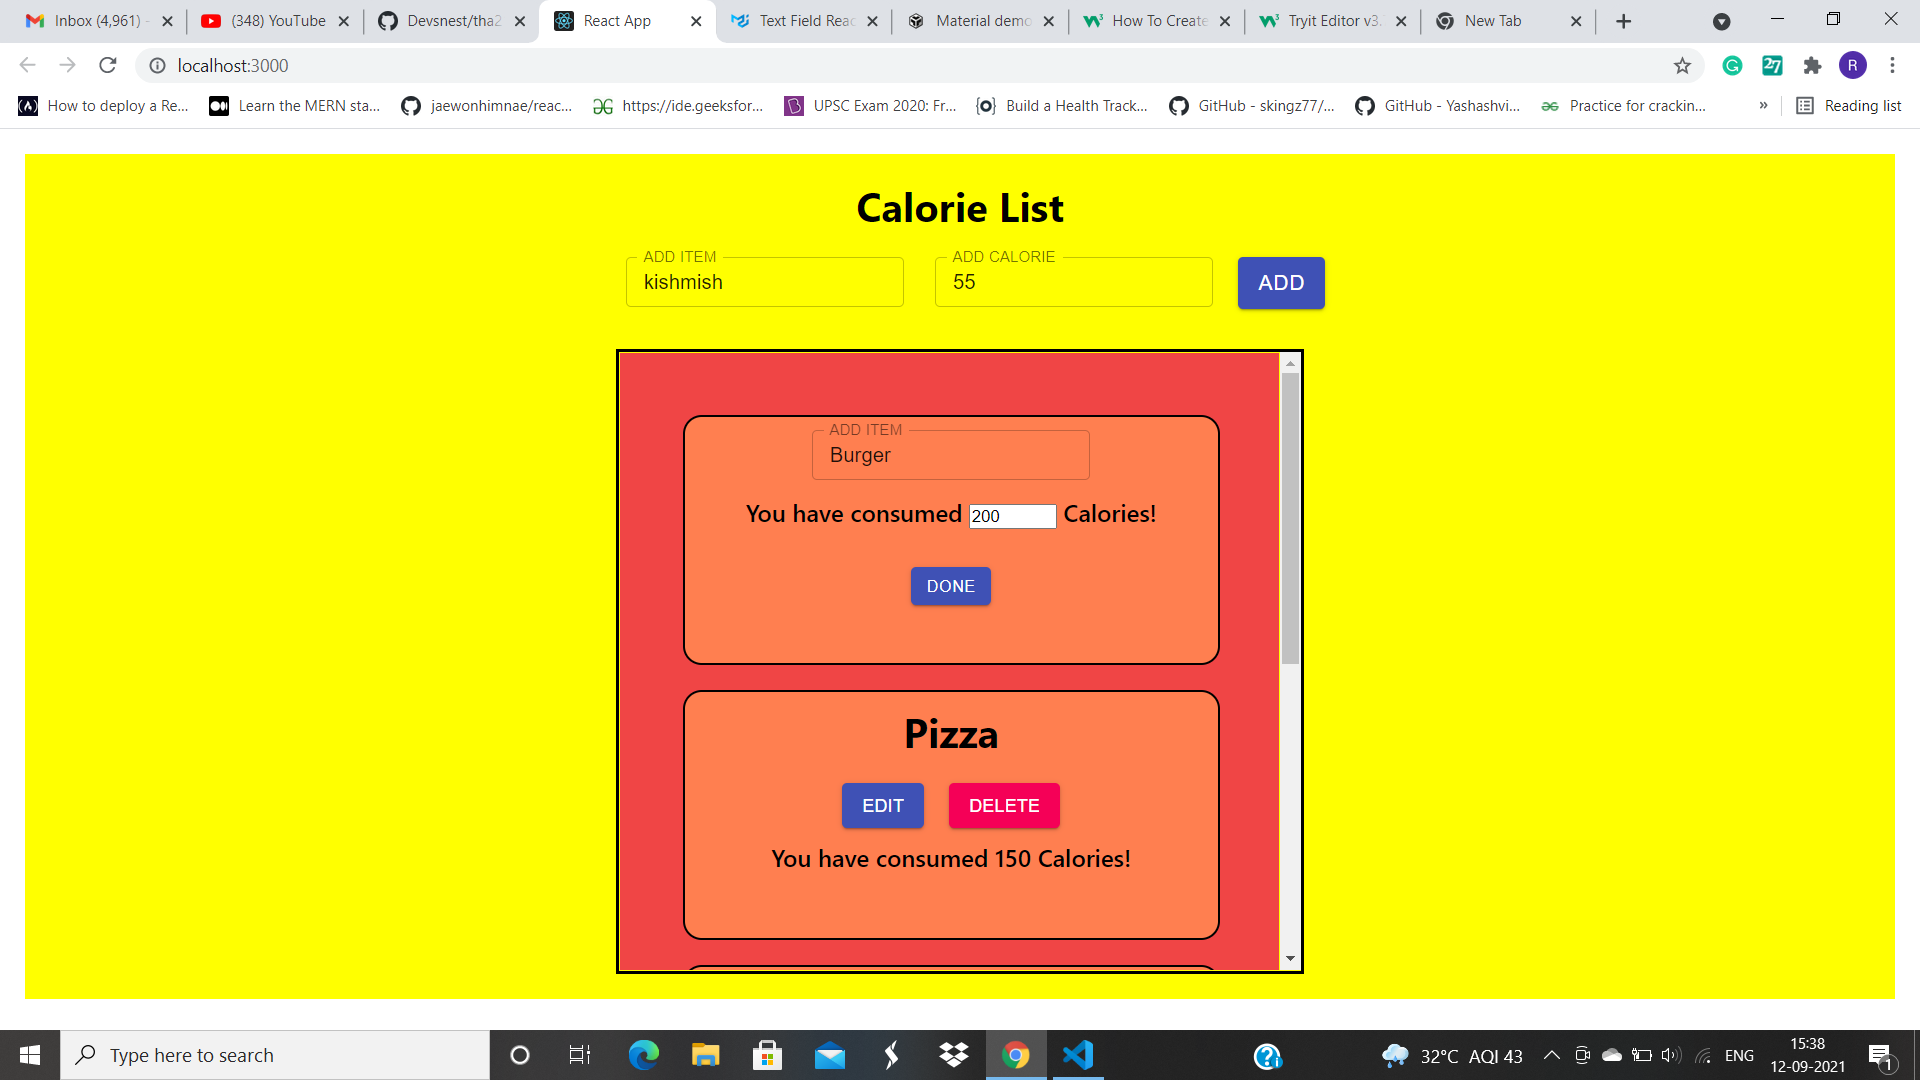 Inbox (4,961) -
(348) YouTube
Devsnest/tha2
React App
Text Field Reac
Material demo
How To Create
Tryit Editor v3.
New Tab
localhost:3000
R
How to deploy a Re...
Learn the MERN sta...
jaewonhimnae/reac...
https://ide.geeksfor...
UPSC Exam 2020: Fr...
Build a Health Track...
GitHub - skingz77/...
GitHub - Yashashvi...
Practice for crackin...
»
Reading list
Calorie List
ADD ITEM
kishmish
ADD CALORIE
55
ADD
ADD ITEM
Burger
You have consumed 200 Calories!
DONE
Pizza
EDIT
DELETE
You have consumed 150 Calories!
Type here to search
32°C AQI 43
ENG
15:38
12-09-2021
1